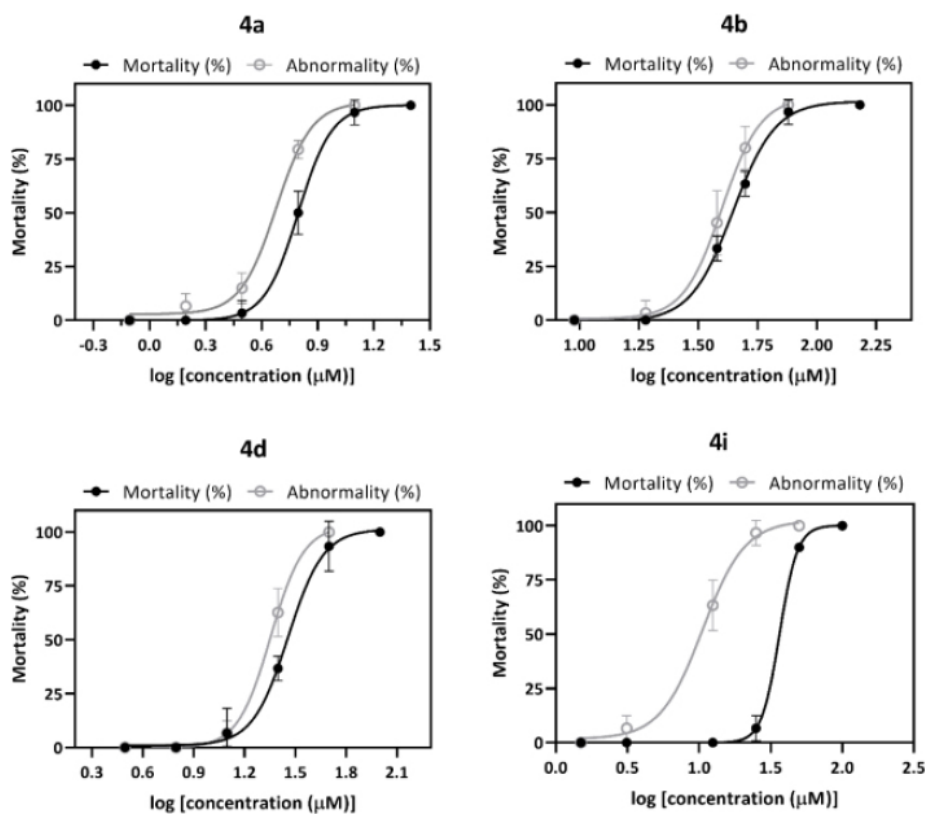 4a
Mortality (%) Abnormality (%)
100
75
50
25
0
Mortality (%)
-0.3 0.0 0.3 0.6 0.9 1.2 1.5
log [concentration (μM)]
4b
Mortality (%) Abnormality (%)
100
75
50
25
0
Mortality (%)
1.00 1.25 1.50 1.75 2.00 2.25
log [concentration (μM)]
4d
Mortality (%) Abnormality (%)
100
75
50
25
0
Mortality (%)
0.3 0.6 0.9 1.2 1.5 1.8 2.1
log [concentration (μM)]
4i
Mortality (%) Abnormality (%)
100
75
50
25
0
Mortality (%)
0.0 0.5 1.0 1.5 2.0 2.5
log [concentration (μM)]